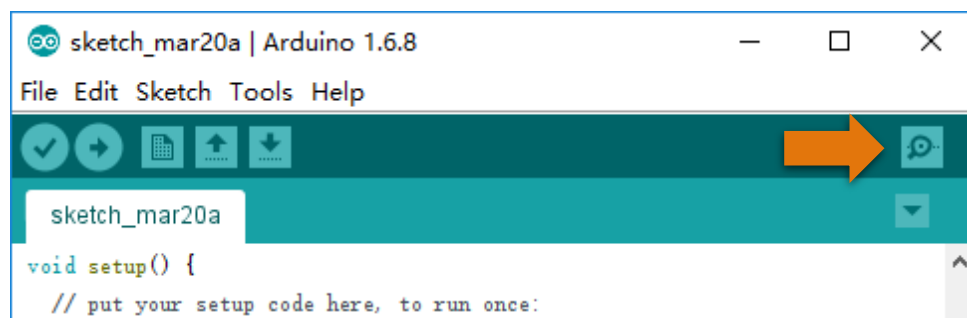 sketch_mar20a | Arduino 1.6.8
File Edit Sketch Tools Help
sketch_mar20a
void setup() {
// put your setup code here, to run once: